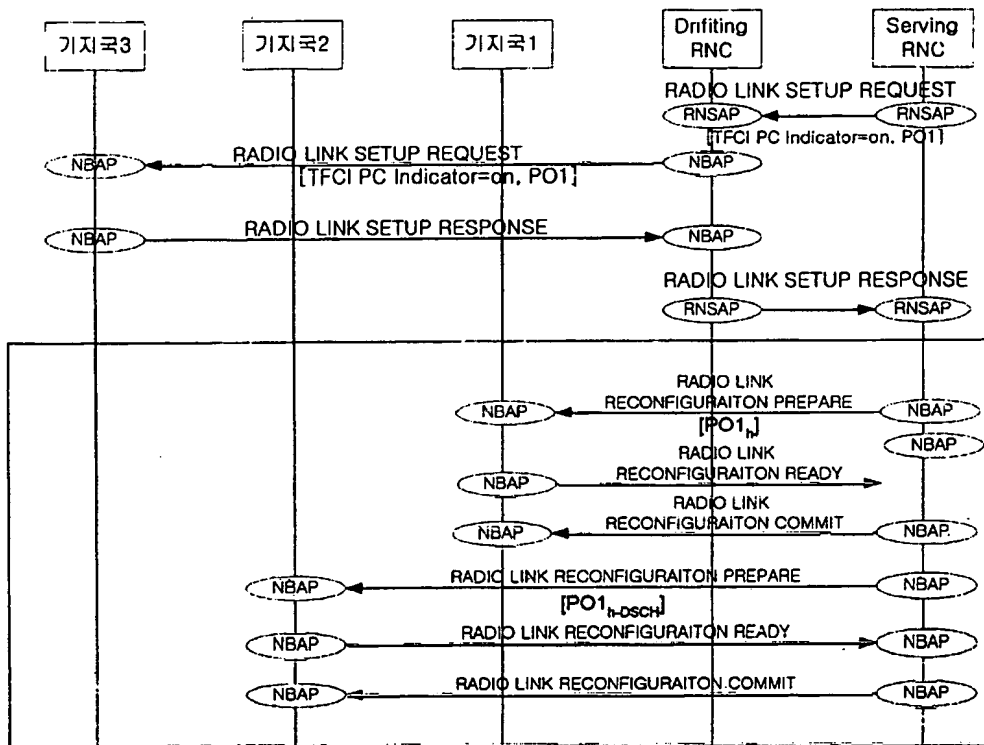 기지국3
기지국2
기지국1
Drifiting
RNC
Serving
RNC
RADIO LINK SETUP REQUEST
RNSAP
RNSAP
[TFCI PC Indicator=on. PO1]
RADIO LINK SETUP REQUEST
NBAP
NBAP
[TFCI PC Indicator=on, PO1]
RADIO LINK SETUP RESPONSE
NBAP
NBAP
RADIO LINK SETUP RESPONSE
RNSAP
RNSAP
RADIO LINK
RECONFIGURAITON PREPARE
NBAP
NBAP
[PO1h]
NBAP
RADIO LINK
RECONFIGURAITON READY
NBAP
RADIO LINK
RECONFIGURAITON COMMIT
NBAP
NBAP.
RADIO LINK RECONFIGURAITON PREPARE
NBAP
NBAP
[PO1h-DSCH]
RADIO LINK RECONFIGURAITON READY
NBAP
NBAP
RADIO LINK RECONFIGURAITON.COMMIT
NBAP
NBAP